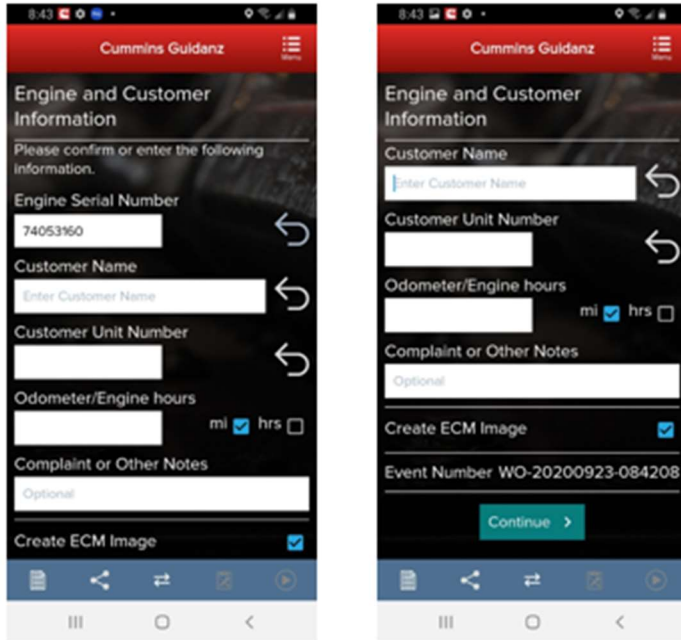 8:43
Cummins Guidanz
Menu
Engine and Customer
Information
Please confirm or enter the following
information.
Engine Serial Number
74053160
Customer Name
Enter Customer Name
Customer Unit Number
Odometer/Engine hours
mi hrs
Complaint or Other Notes
Optional
Create ECM Image
8:43
Cummins Guidanz
Menu
Engine and Customer
Information
Customer Name
Enter Customer Name
Customer Unit Number
Odometer/Engine hours
mi hrs
Complaint or Other Notes
Optional
Create ECM Image
Event Number WO-20200923-084208
Continue >